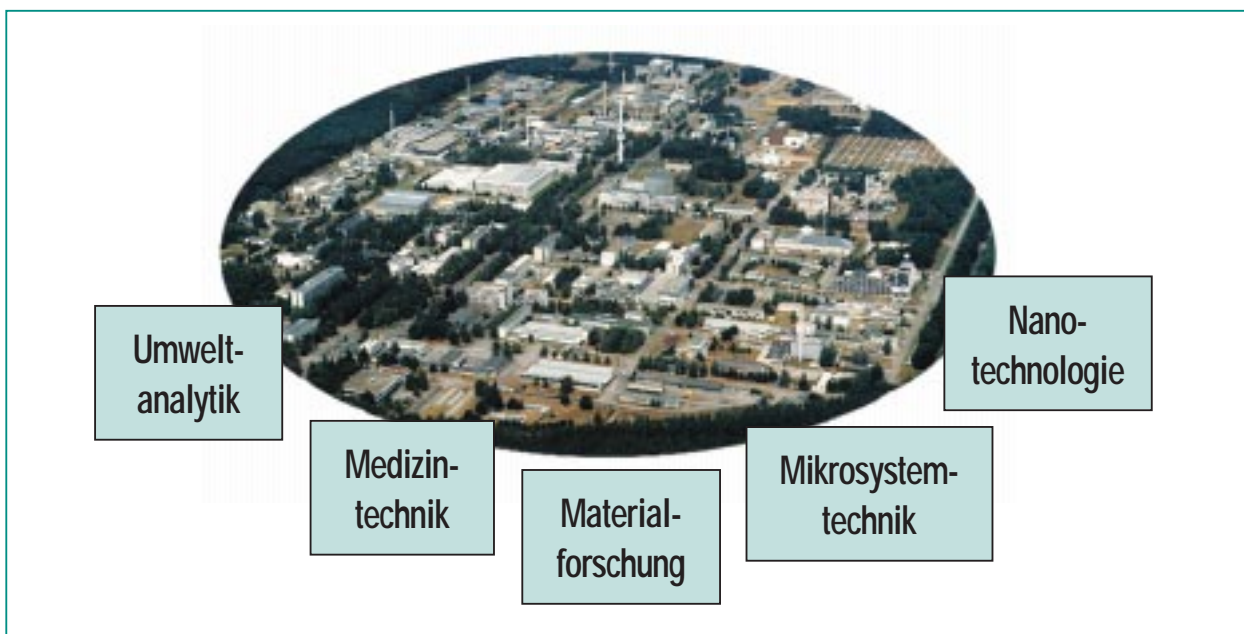 Umwelt-
analytik
Medizin-
technik
Material-
forschung
Mikrosystem-
technik
Nano-
technologie